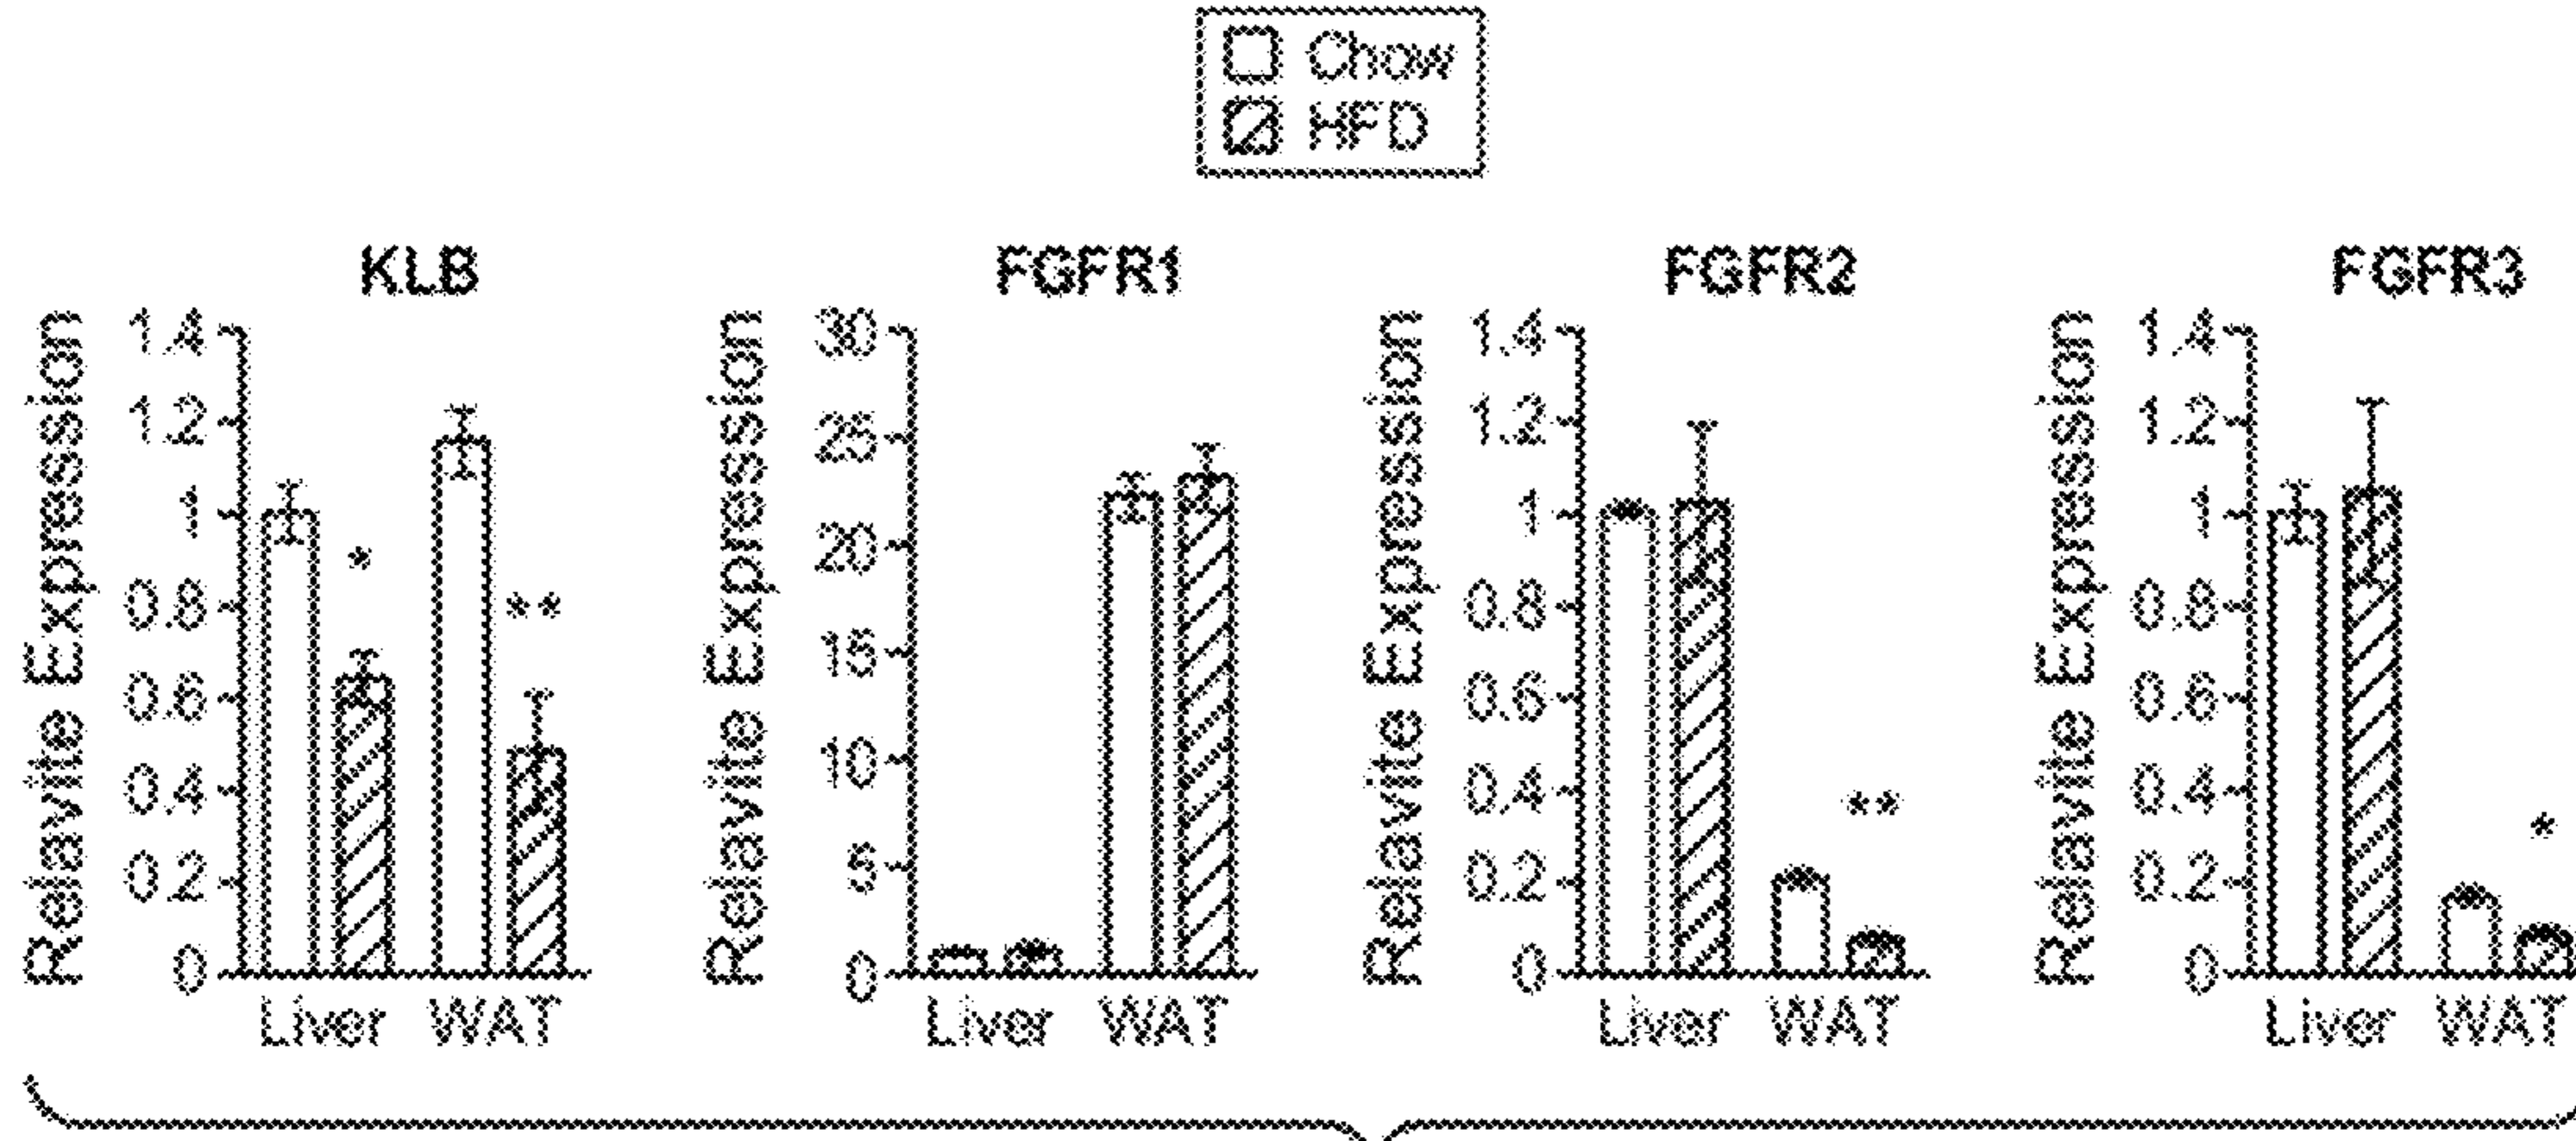 Chow
HFD
KLB
Relavite Expression
1.4
1.2
1
0.8
0.6
0.4
0.2
0
*
**
Liver WAT
FGFR1
Relavite Expression
30
25
20
15
10
5
0
Liver WAT
FGFR2
Relavite Expression
1.4
1.2
1
0.8
0.6
0.4
0.2
0
**
Liver WAT
FGFR3
Relavite Expression
1.4
1.2
1
0.8
0.6
0.4
0.2
0
*
Liver WAT